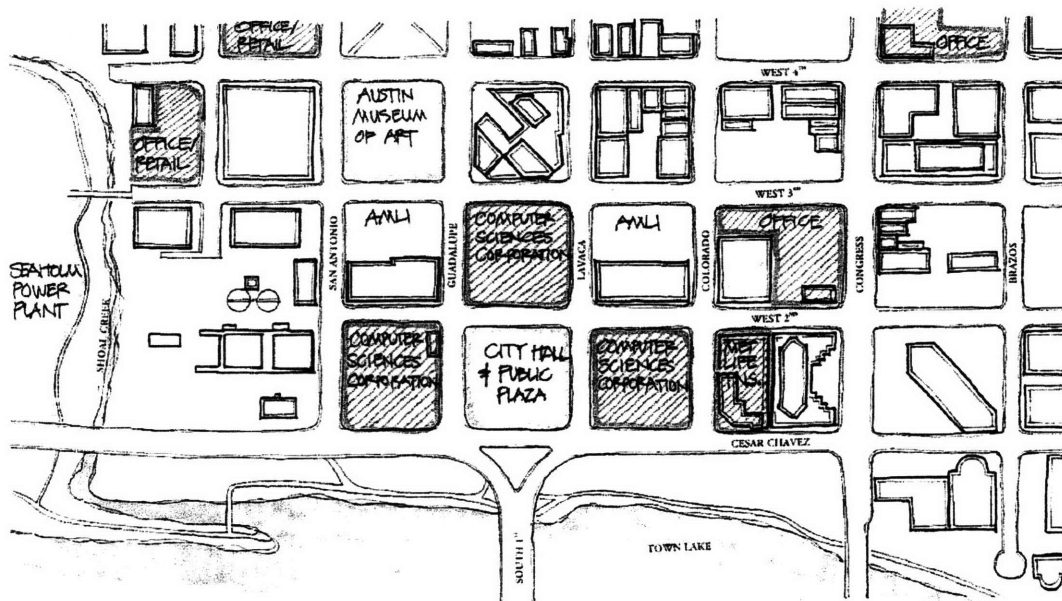 OFFICE/
RETAIL
OFFICE
WEST 4TH
AUSTIN
MUSEUM
OF ART
OFFICE/
RETAIL
WEST 3RD
SAN ANTONIO
AMLI
GUADALUPE
COMPUTER
SCIENCES
CORPORATION
LAVACA
AMLI
COLORADO
OFFICE
CONGRESS
BRAZOS
SEAHOLM
POWER
PLANT
SHOAL CREEK
WEST 2ND
COMPUTER
SCIENCES
CORPORATION
CITY HALL
& PUBLIC
PLAZA
COMPUTER
SCIENCES
CORPORATION
MET
LIFE
INS.
CESAR CHAVEZ
SOUTH 1ST
TOWN LAKE